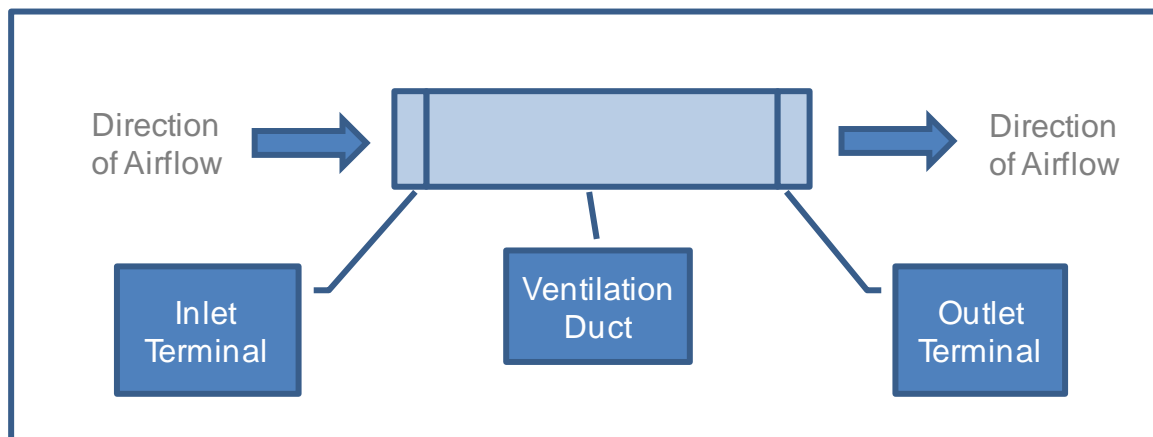 Direction
of Airflow
Direction
of Airflow
Inlet
Terminal
Ventilation
Duct
Outlet
Terminal